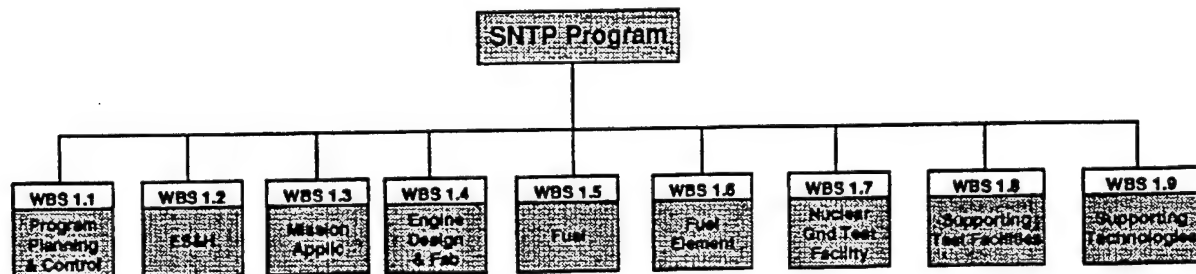 SNTP Program
WBS 1.1
Program
Planning
& Control
WBS 1.2
ES&H
WBS 1.3
Mission
Applic
WBS 1.4
Engine
Design
& Fab
WBS 1.5
Fuel
WBS 1.6
Fuel
Element
WBS 1.7
Nuclear
Gnd Test
Facility
WBS 1.8
Supporting
Test Facilities
WBS 1.9
Supporting
Technologies